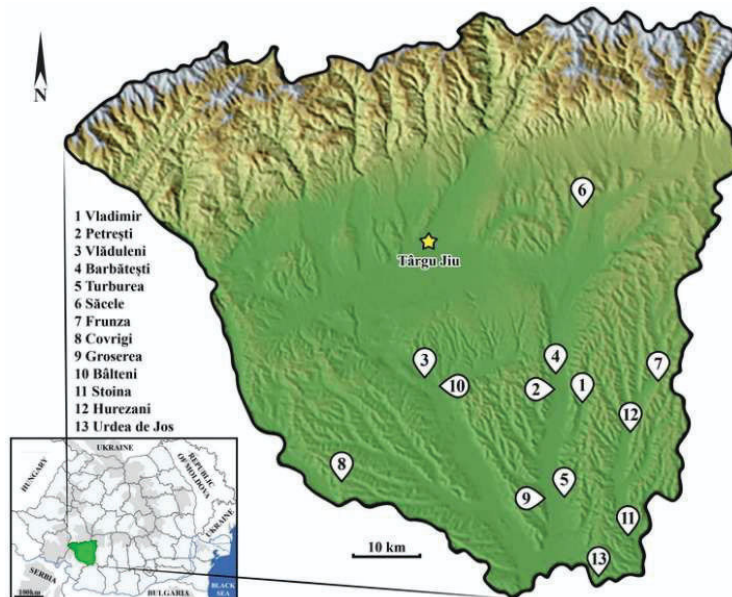 N
6
1 Vladimir
2 Petrești
3 Vlăduleni
4 Barbătești
5 Turburea
6 Săcele
7 Frunza
8 Covrigi
9 Groserea
10 Bâlteni
11 Stoina
12 Hurezani
13 Urdea de Jos
Târgu Jiu
3
4
7
10
2
1
12
8
5
9
11
13
10 km
UKRAINE
HUNGARY
REPUBLIC
OF MOLDOVA
UKRAINE
SERBIA
BULGARIA
BLACK
SEA
100km